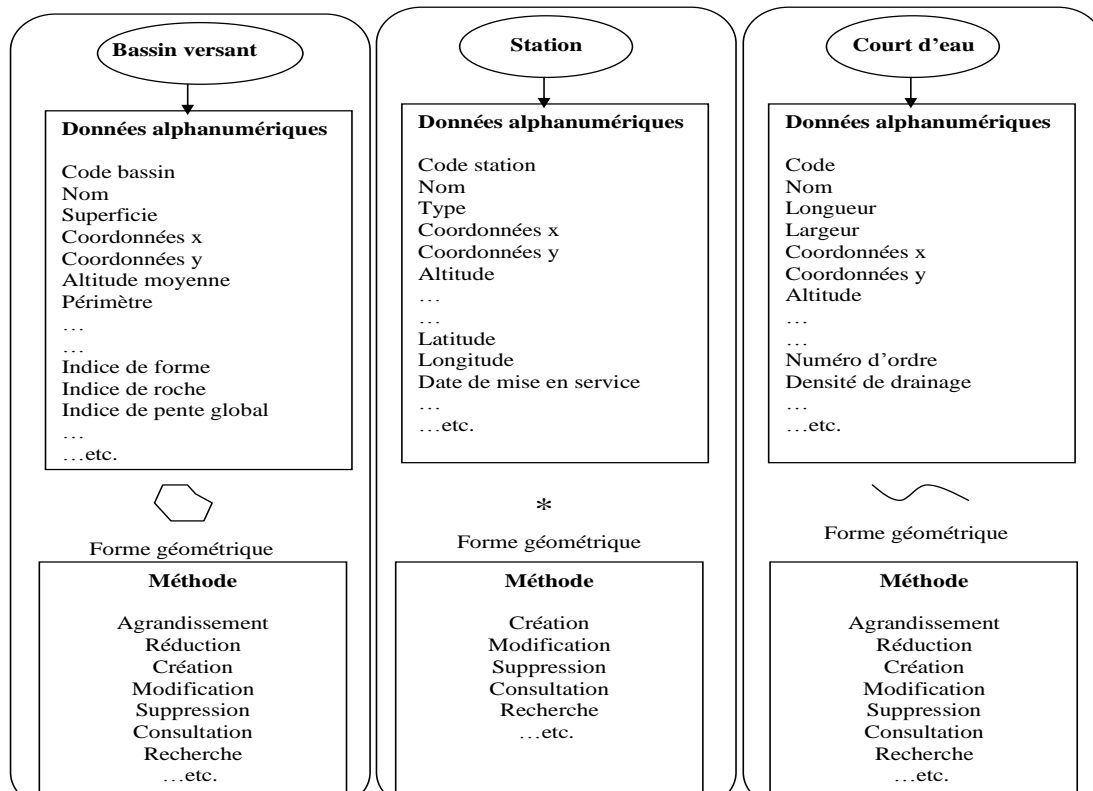 Bassin versant
Données alphanumériques
Code bassin
Nom
Superficie
Coordonnées x
Coordonnées y
Altitude moyenne
Périmètre
…
…
Indice de forme
Indice de roche
Indice de pente global
…
…etc.
Forme géométrique
Méthode
Agrandissement
Réduction
Création
Modification
Suppression
Consultation
Recherche
…etc.
Station
Données alphanumériques
Code station
Nom
Type
Coordonnées x
Coordonnées y
Altitude
…
…
Latitude
Longitude
Date de mise en service
…
…etc.
*
Forme géométrique
Méthode
Création
Modification
Suppression
Consultation
Recherche
…etc.
Court d’eau
Données alphanumériques
Code
Nom
Longueur
Largeur
Coordonnées x
Coordonnées y
Altitude
…
…
Numéro d’ordre
Densité de drainage
…
…etc.
Forme géométrique
Méthode
Agrandissement
Réduction
Création
Modification
Suppression
Consultation
Recherche
…etc.